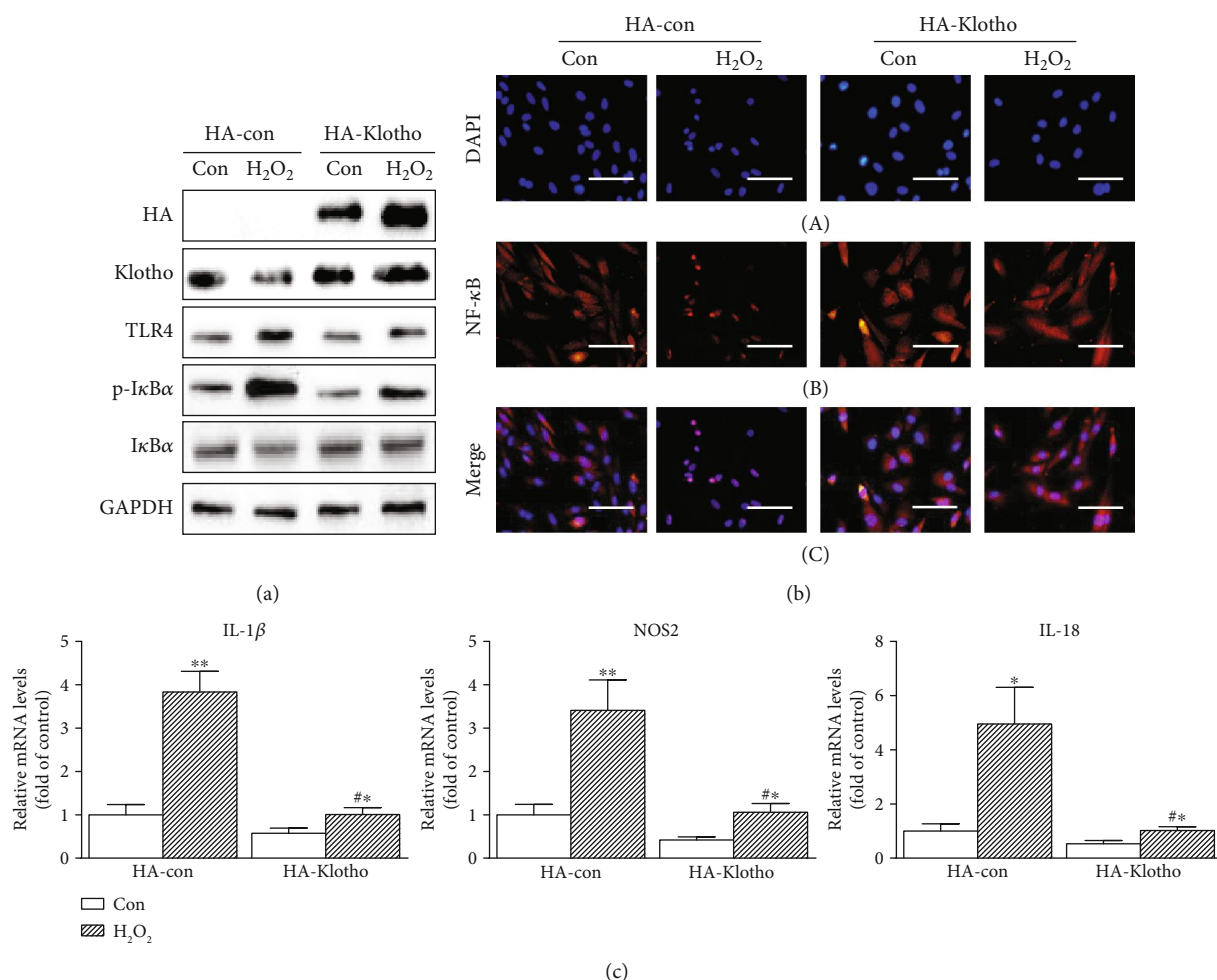 HA-con HA-Klotho
Con H₂O₂ Con H₂O₂
HA
Klotho
TLR4
p-IκBα
IκBα
GAPDH
(a)
HA-con HA-Klotho
Con H₂O₂ Con H₂O₂
DAPI
(A)
NF-κB
(B)
Merge
(C)
(b)
IL-1β
Relative mRNA levels
(fold of control)
5
4
3
2
1
0
**
#*
HA-con HA-Klotho
NOS2
Relative mRNA levels
(fold of control)
5
4
3
2
1
0
**
#*
HA-con HA-Klotho
IL-18
Relative mRNA levels
(fold of control)
8
6
4
2
0
*
#*
HA-con HA-Klotho
Con
H₂O₂
(c)